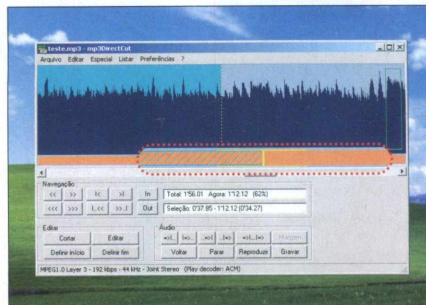 teste.mp3 - mp3DirectCut
Arquivo Editar Especial Listar Preferências ?
Navegação
<< >> |< >| In Total: 1'56.01 Agora: 1'12.12 (62%)
<<< >>> |..<< >>..| Out Seleção: 0'37.85 - 1'12.12 (0'34.27)
Editar Áudio
Cortar Editar Margem
Definir início Definir fim Voltar Parar Reproduzir Gravar
MPEG1.0 Layer 3 - 192 kbps - 44 kHz - Joint Stereo (Play decoder: ACM)